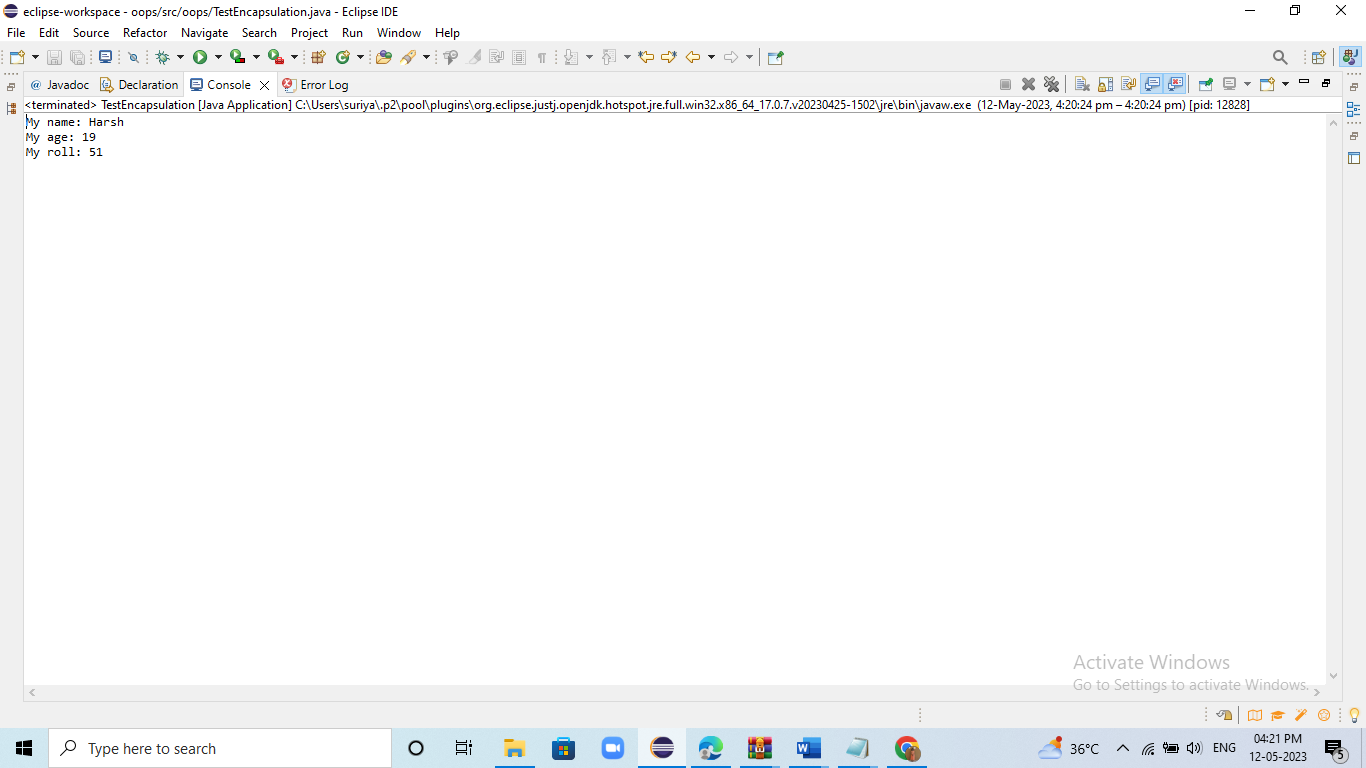 eclipse-workspace - oops/src/oops/TestEncapsulation.java - Eclipse IDE
File Edit Source Refactor Navigate Search Project Run Window Help
@ Javadoc Declaration Console Error Log
<terminated> TestEncapsulation [Java Application] C:\Users\suriya\.p2\pool\plugins\org.eclipse.justj.openjdk.hotspot.jre.full.win32.x86_64_17.0.7.v20230425-1502\jre\bin\javaw.exe (12-May-2023, 4:20:24 pm – 4:20:24 pm) [pid: 12828]
My name: Harsh
My age: 19
My roll: 51
Activate Windows
Go to Settings to activate Windows.
Type here to search
36°C
ENG
04:21 PM
12-05-2023
5